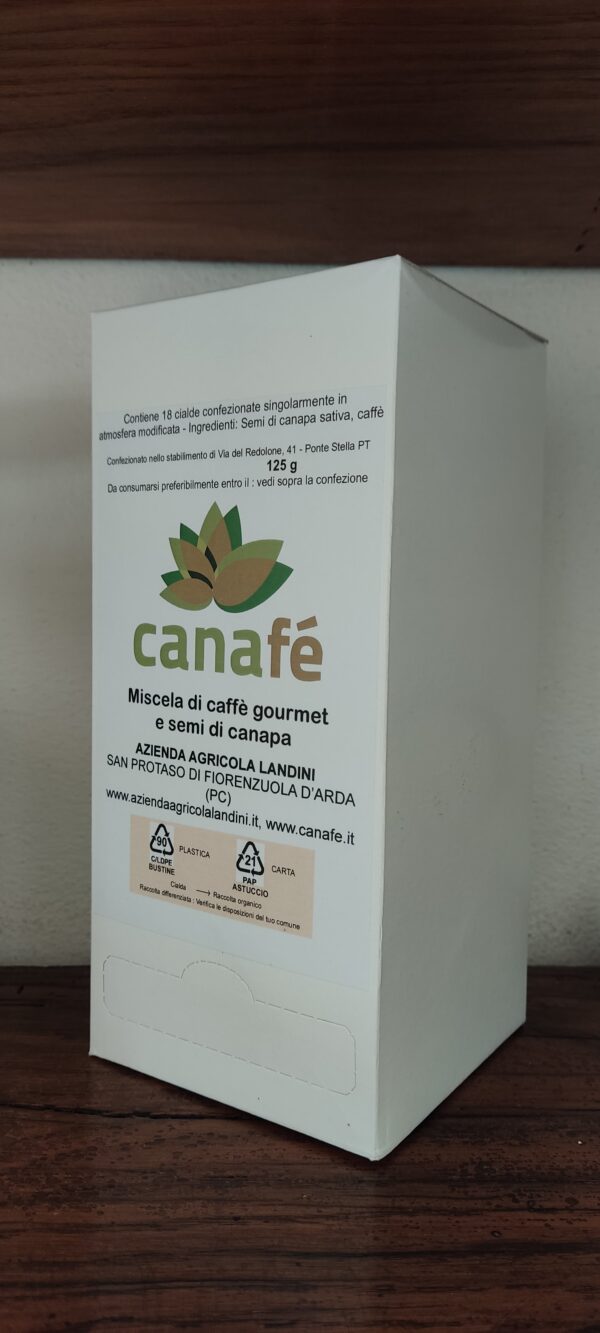 Contiene 18 cialde confezionate singolarmente in
atmosfera modificata - Ingredienti: Semi di canapa sativa, caffè
Confezionato nello stabilimento di Via del Redolone, 41 - Ponte Stella PT
125 g
Da consumarsi preferibilmente entro il : vedi sopra la confezione
canafé
Miscela di caffè gourmet
e semi di canapa
AZIENDA AGRICOLA LANDINI
SAN PROTASO DI FIORENZUOLA D'ARDA
(PC)
www.aziendaagricolalandini.it, www.canafe.it
90 PLASTICA
C/LDPE
BUSTINE
21 CARTA
PAP
ASTUCCIO
Cialda → Raccolta organico
Raccolta differenziata : Verifica le disposizioni del tuo comune